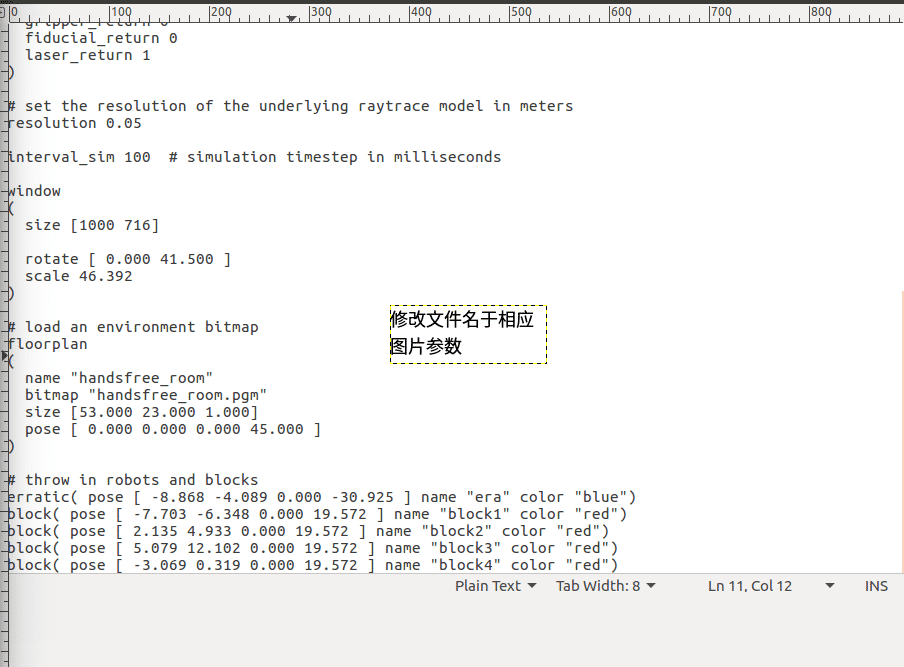 0 100 200 300 400 500 600 700 800
gripper_return 0
fiducial_return 0
laser_return 1
)
# set the resolution of the underlying raytrace model in meters
resolution 0.05
interval_sim 100  # simulation timestep in milliseconds
window
(
size [1000 716]
rotate [ 0.000 41.500 ]
scale 46.392
)
修改文件名于相应
图片参数
# load an environment bitmap
floorplan
(
name "handsfree_room"
bitmap "handsfree_room.pgm"
size [53.000 23.000 1.000]
pose [ 0.000 0.000 0.000 45.000 ]
)
# throw in robots and blocks
erratic( pose [ -8.868 -4.089 0.000 -30.925 ] name "era" color "blue")
block( pose [ -7.703 -6.348 0.000 19.572 ] name "block1" color "red")
block( pose [ 2.135 4.933 0.000 19.572 ] name "block2" color "red")
block( pose [ 5.079 12.102 0.000 19.572 ] name "block3" color "red")
block( pose [ -3.069 0.319 0.000 19.572 ] name "block4" color "red")
Plain Text Tab Width: 8 Ln 11, Col 12 INS